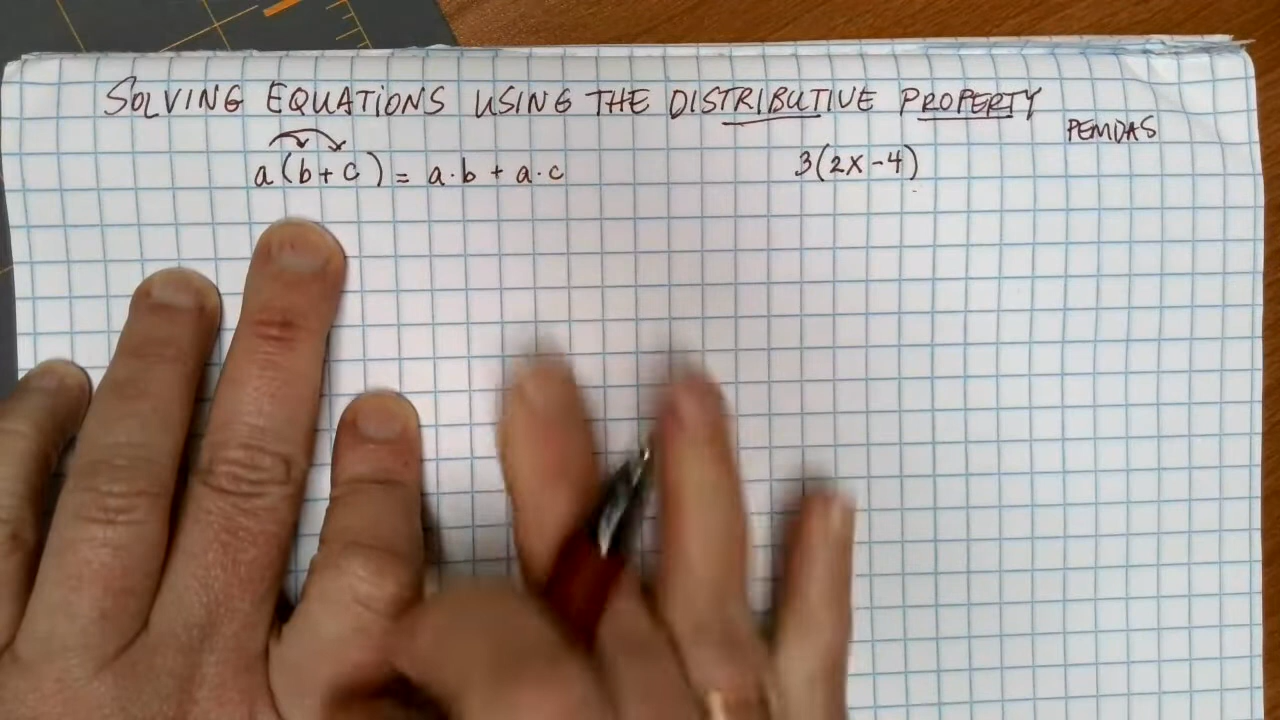 SOLVING EQUATIONS USING THE DISTRIBUTIVE PROPERTY
PEMDAS
a(b+c) = a·b + a·c
3(2x-4)